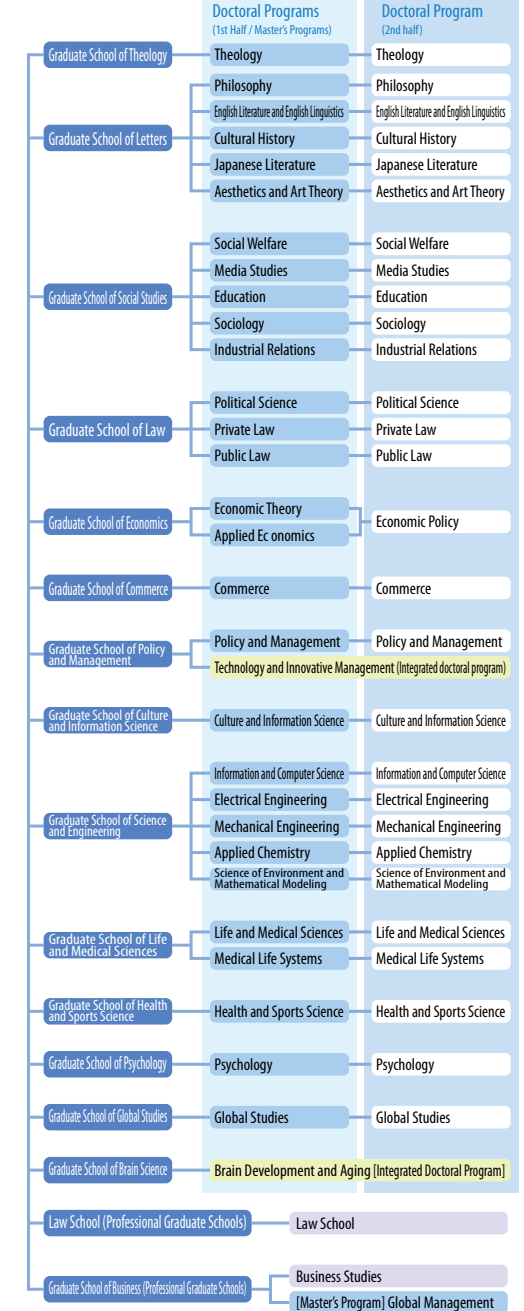 Doctoral Programs
(1st Half / Master's Programs)
Doctoral Program
(2nd half)
Graduate School of Theology
Theology
Theology
Graduate School of Letters
Philosophy
Philosophy
English Literature and English Linguistics
English Literature and English Linguistics
Cultural History
Cultural History
Japanese Literature
Japanese Literature
Aesthetics and Art Theory
Aesthetics and Art Theory
Graduate School of Social Studies
Social Welfare
Social Welfare
Media Studies
Media Studies
Education
Education
Sociology
Sociology
Industrial Relations
Industrial Relations
Graduate School of Law
Political Science
Political Science
Private Law
Private Law
Public Law
Public Law
Graduate School of Economics
Economic Theory
Applied Ec onomics
Economic Policy
Graduate School of Commerce
Commerce
Commerce
Graduate School of Policy
and Management
Policy and Management
Policy and Management
Technology and Innovative Management (Integrated doctoral program)
Graduate School of Culture
and Information Science
Culture and Information Science
Culture and Information Science
Graduate School of Science
and Engineering
Information and Computer Science
Information and Computer Science
Electrical Engineering
Electrical Engineering
Mechanical Engineering
Mechanical Engineering
Applied Chemistry
Applied Chemistry
Science of Environment and
Mathematical Modeling
Science of Environment and
Mathematical Modeling
Graduate School of Life
and Medical Sciences
Life and Medical Sciences
Life and Medical Sciences
Medical Life Systems
Medical Life Systems
Graduate School of Health
and Sports Science
Health and Sports Science
Health and Sports Science
Graduate School of Psychology
Psychology
Psychology
Graduate School of Global Studies
Global Studies
Global Studies
Graduate School of Brain Science
Brain Development and Aging [Integrated Doctoral Program]
Law School (Professional Graduate Schools)
Law School
Graduate School of Business (Professional Graduate Schools)
Business Studies
[Master's Program] Global Management